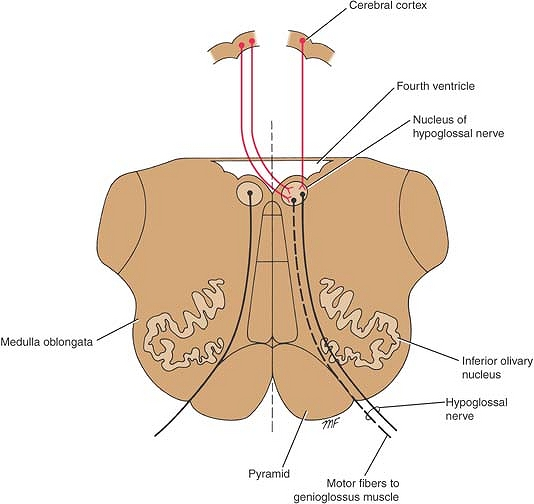 Cerebral cortex
Fourth ventricle
Nucleus of
hypoglossal nerve
Medulla oblongata
Inferior olivary
nucleus
Hypoglossal
nerve
MF
Pyramid
Motor fibers to
genioglossus muscle